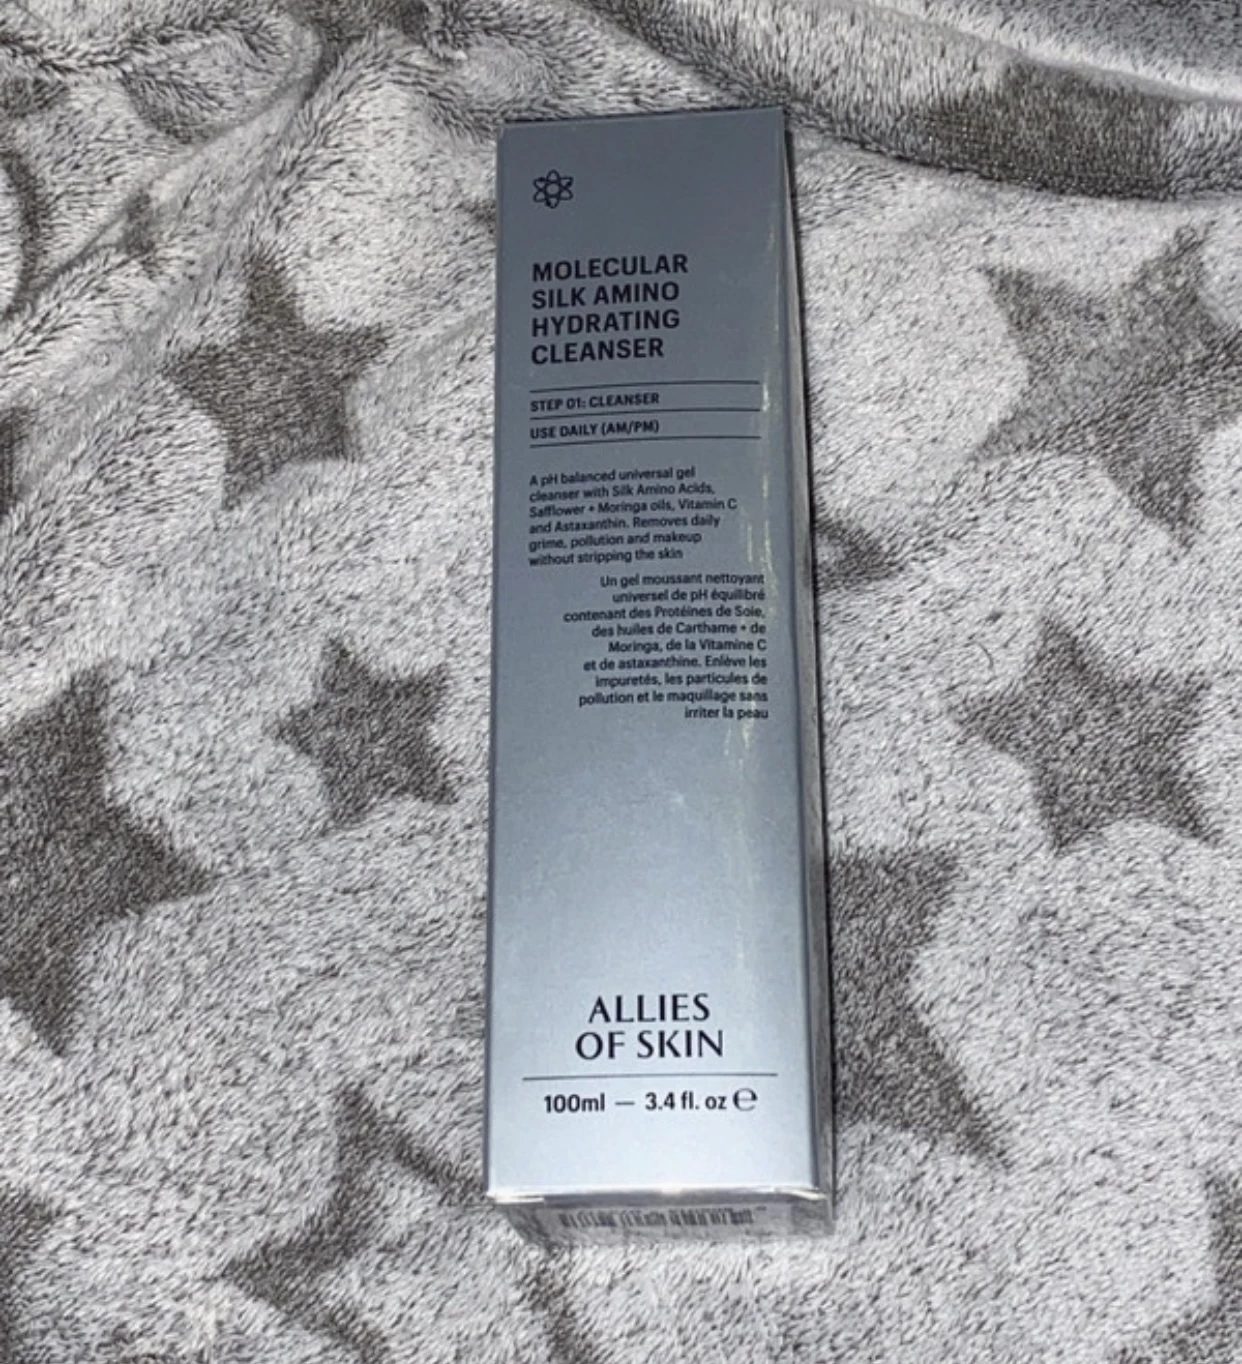 MOLECULAR
SILK AMINO
HYDRATING
CLEANSER
STEP 01: CLEANSER
USE DAILY (AM/PM)
A pH balanced universal gel
cleanser with Silk Amino Acids,
Safflower + Moringa oils, Vitamin C
and Astaxanthin. Removes daily
grime, pollution and makeup
without stripping the skin
Un gel moussant nettoyant
universel de pH équilibré
contenant des Protéines de Soie,
des huiles de Carthame + de
Moringa, de la Vitamine C
et de astaxanthine. Enlève les
impuretés, les particules de
pollution et le maquillage sans
irriter la peau
ALLIES
OF SKIN
100ml — 3.4 fl. oz ℮